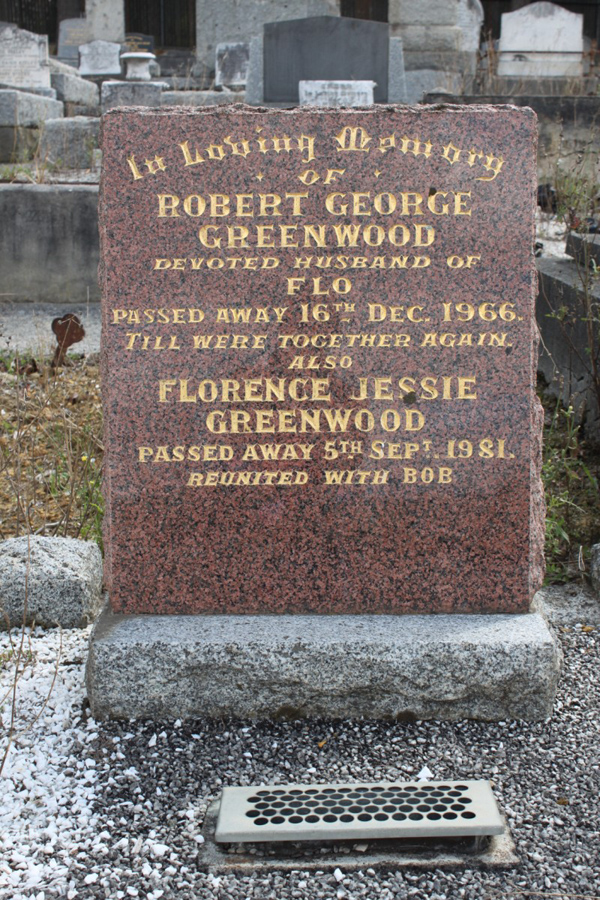 In Loving Memory
OF
ROBERT GEORGE
GREENWOOD
DEVOTED HUSBAND OF
FLO
PASSED AWAY 16TH DEC. 1966.
TILL WERE TOGETHER AGAIN.
ALSO
FLORENCE JESSIE
GREENWOOD
PASSED AWAY 5TH SEPT. 1981.
REUNITED WITH BOB